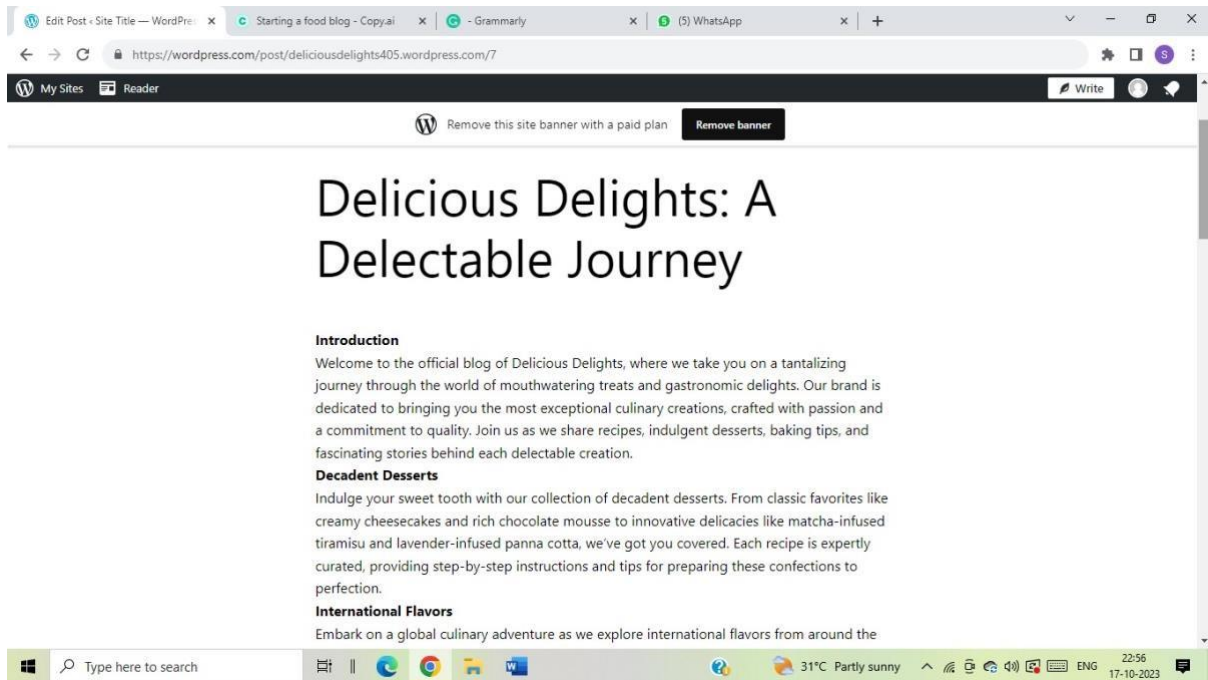 Edit Post ‹ Site Title — WordPre
Starting a food blog - Copy.ai
- Grammarly
(5) WhatsApp
https://wordpress.com/post/deliciousdelights405.wordpress.com/7
S
My Sites
Reader
Write
Remove this site banner with a paid plan
Remove banner
Delicious Delights: A
Delectable Journey
Introduction
Welcome to the official blog of Delicious Delights, where we take you on a tantalizing
journey through the world of mouthwatering treats and gastronomic delights. Our brand is
dedicated to bringing you the most exceptional culinary creations, crafted with passion and
a commitment to quality. Join us as we share recipes, indulgent desserts, baking tips, and
fascinating stories behind each delectable creation.
Decadent Desserts
Indulge your sweet tooth with our collection of decadent desserts. From classic favorites like
creamy cheesecakes and rich chocolate mousse to innovative delicacies like matcha-infused
tiramisu and lavender-infused panna cotta, we've got you covered. Each recipe is expertly
curated, providing step-by-step instructions and tips for preparing these confections to
perfection.
International Flavors
Embark on a global culinary adventure as we explore international flavors from around the
Type here to search
31°C Partly sunny
ENG
22:56
17-10-2023